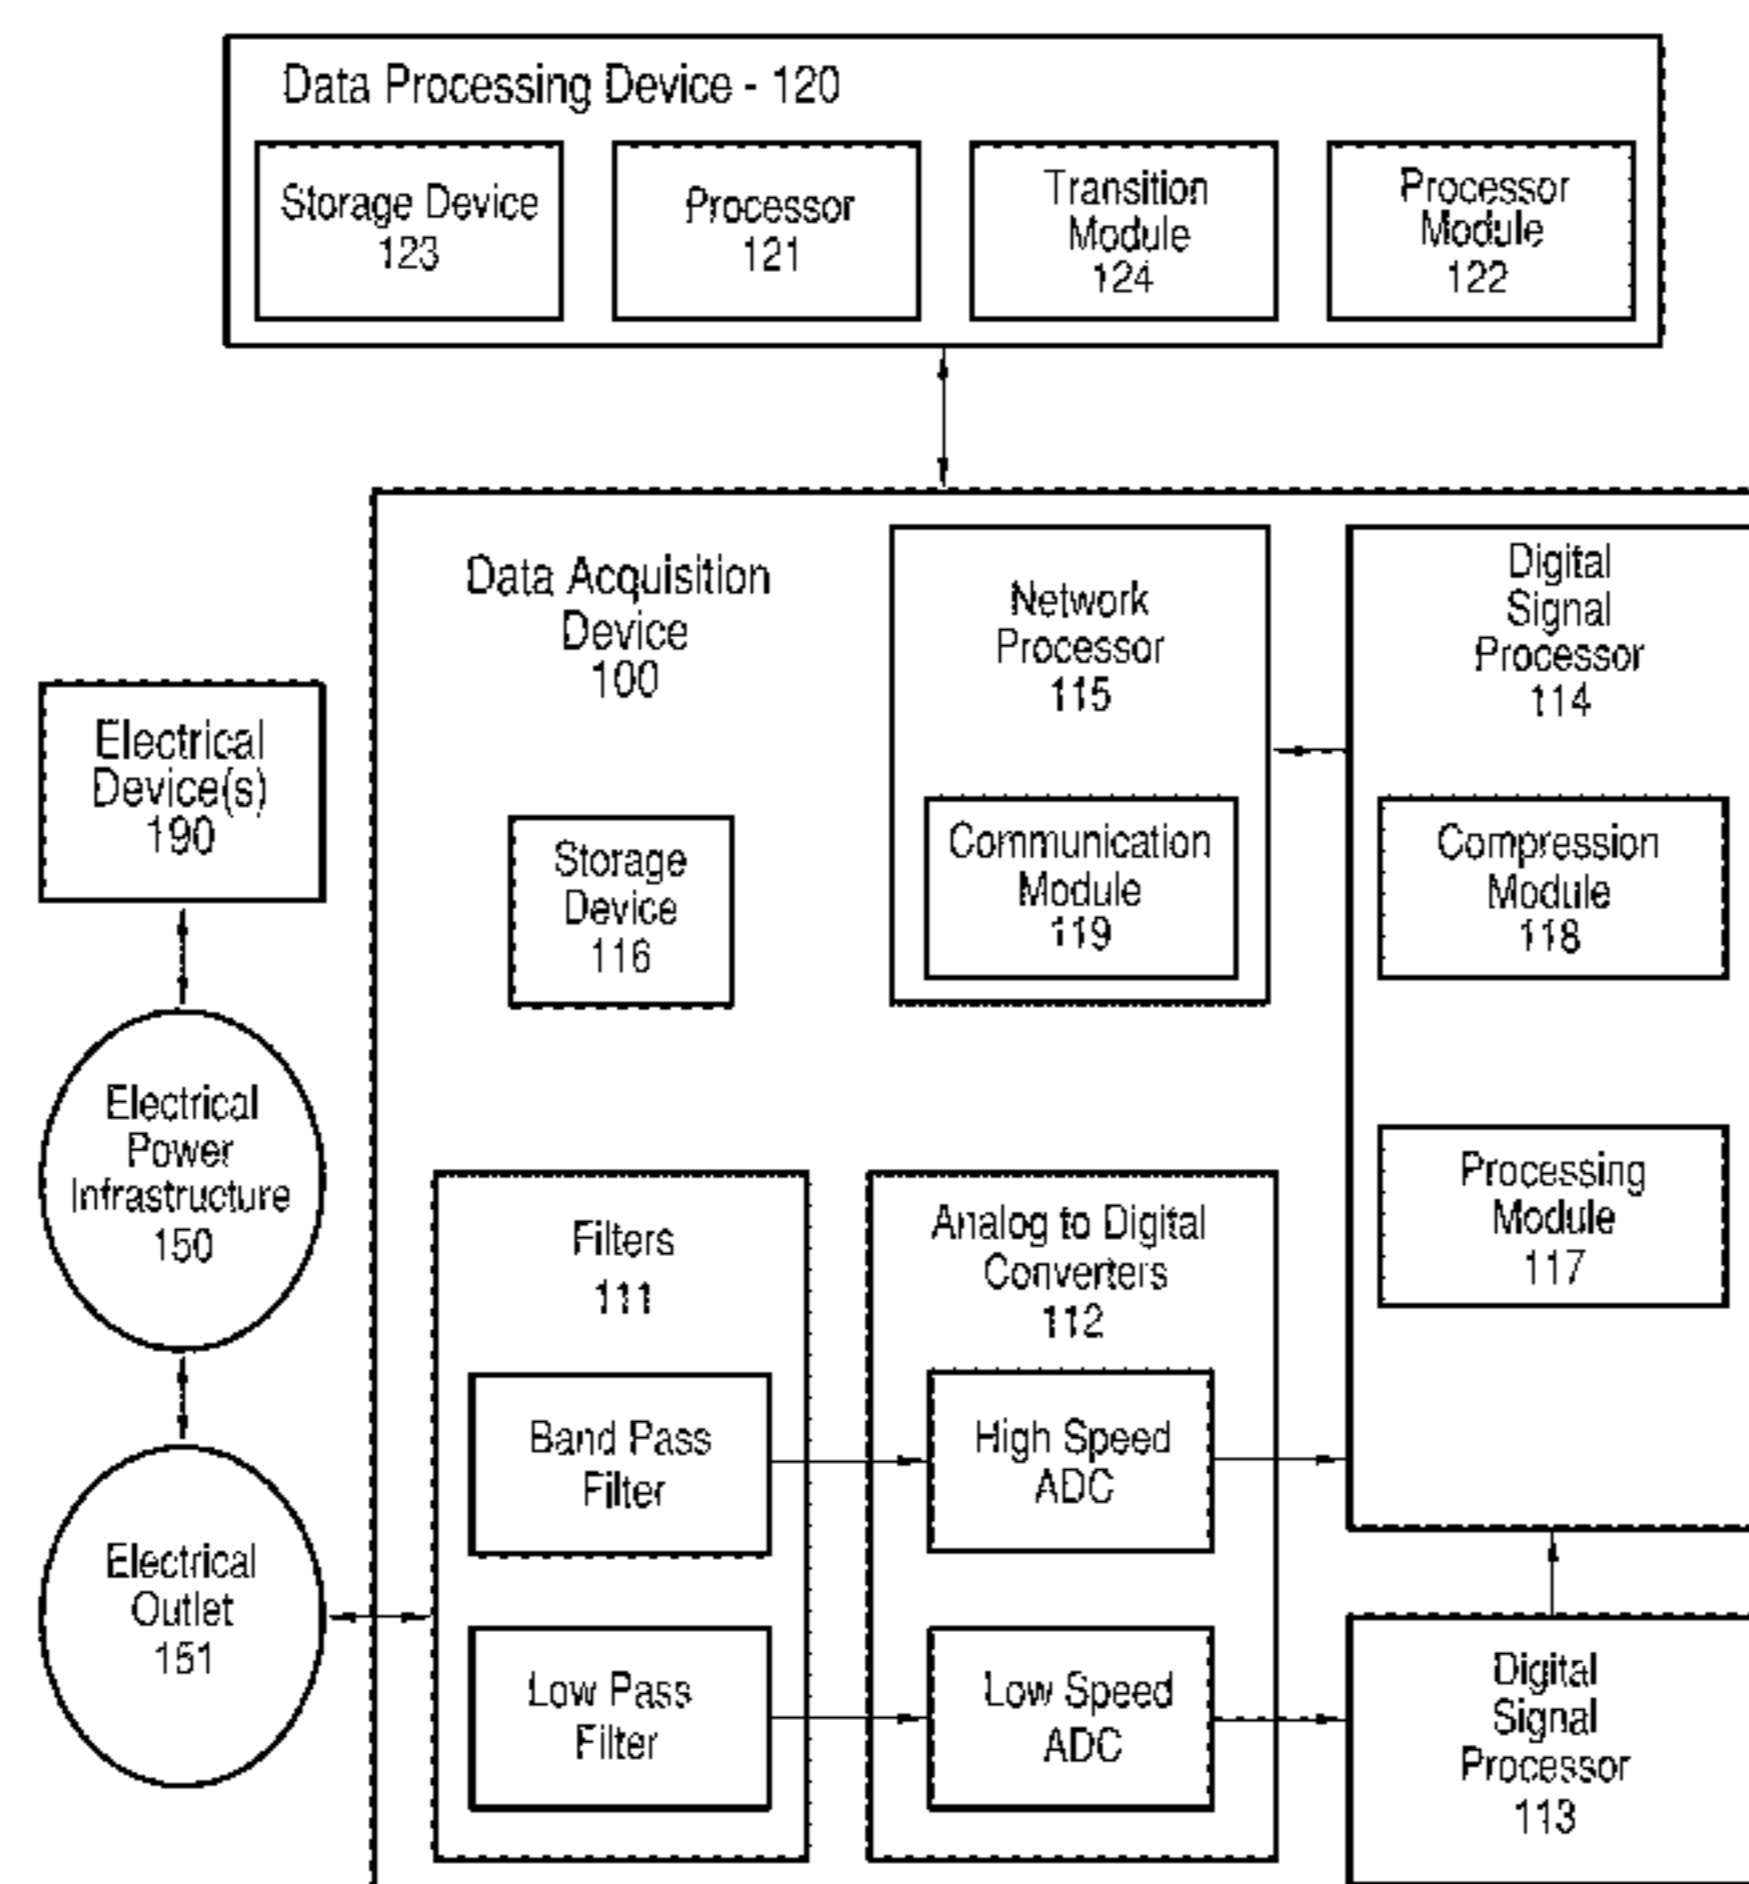 Data Processing Device - 120
Storage Device
123
Processor
121
Transition
Module
124
Processor
Module
122
Data Acquisition
Device
100
Network
Processor
115
Communication
Module
119
Digital
Signal
Processor
114
Compression
Module
118
Processing
Module
117
Storage
Device
116
Electrical
Device(s)
190
Electrical
Power
Infrastructure
150
Electrical
Outlet
151
Filters
111
Band Pass
Filter
Low Pass
Filter
Analog to Digital
Converters
112
High Speed
ADC
Low Speed
ADC
Digital
Signal
Processor
113